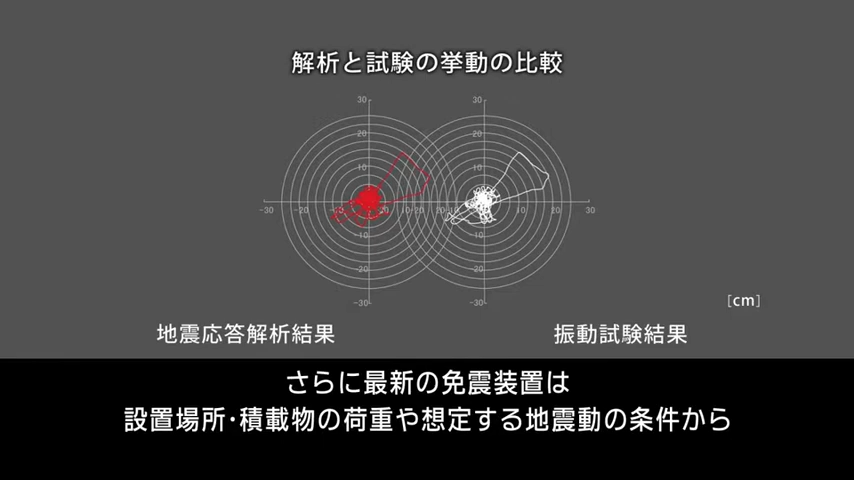 解析と試験の挙動の比較
30 30
20 20
10 10
-30 -20 10 20 10 20 30
-10 -10
-20 -20
-30 -30
[cm]
地震応答解析結果 振動試験結果
さらに最新の免震装置は
設置場所・積載物の荷重や想定する地震動の条件から